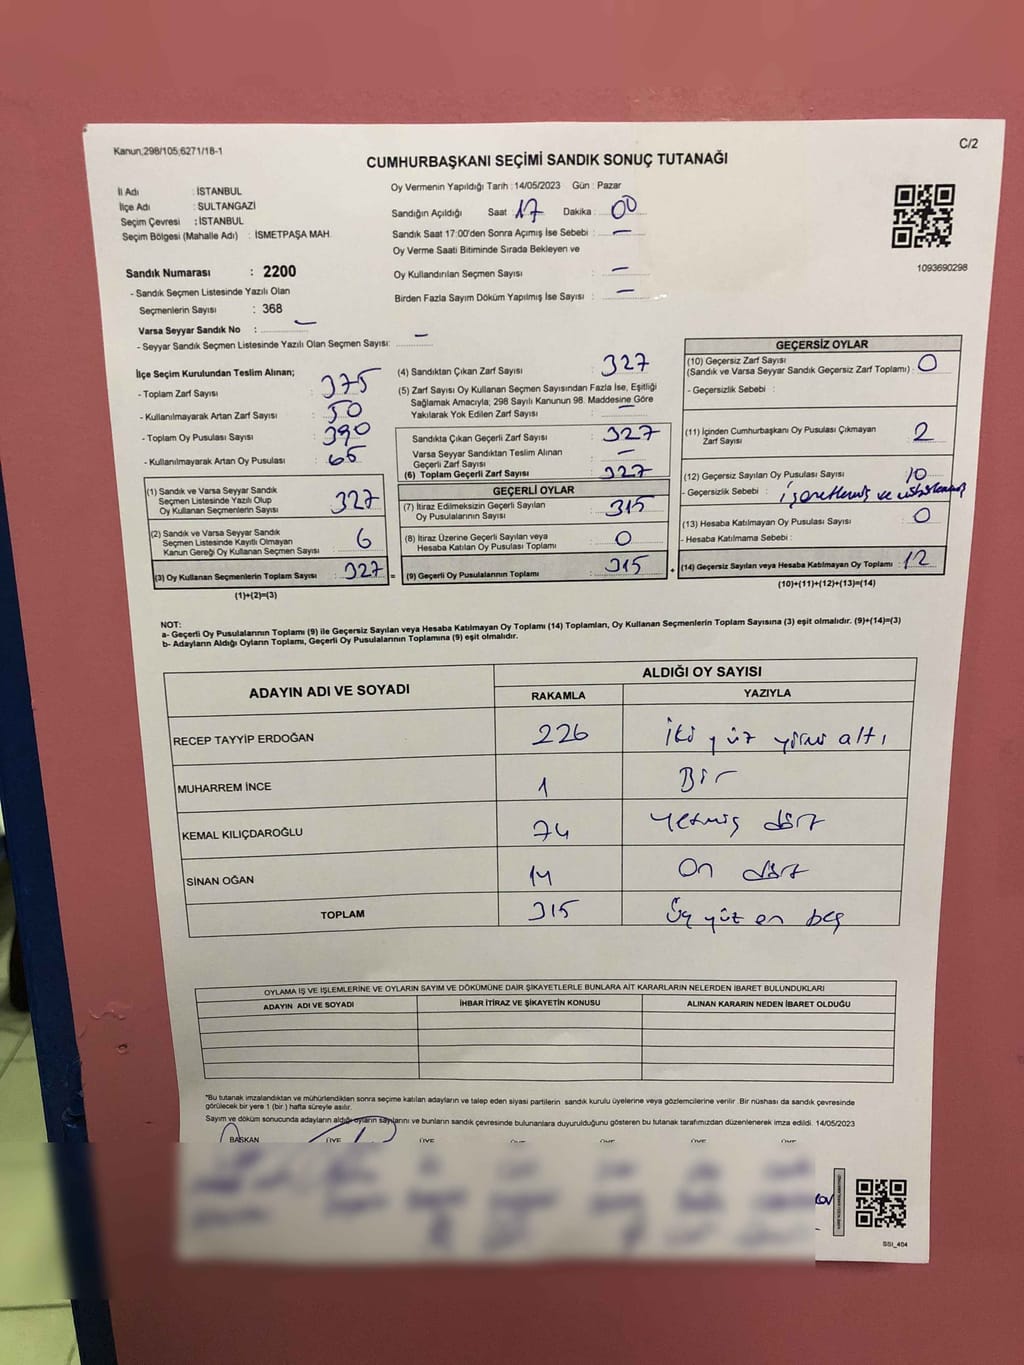 Kanun;298/105;6271/18-1
C/2
CUMHURBAŞKANI SEÇİMİ SANDIK SONUÇ TUTANAĞI
İl Adı : İSTANBUL
İlçe Adı : SULTANGAZİ
Seçim Çevresi : İSTANBUL
Seçim Bölgesi (Mahalle Adı) : İSMETPAŞA MAH.
Oy Vermenin Yapıldığı Tarih : 14/05/2023 Gün : Pazar
Sandığın Açıldığı Saat 17 Dakika : 00
Sandık Saat 17:00'den Sonra Açımış İse Sebebi : —
Oy Verme Saati Bitiminde Sırada Bekleyen ve
Oy Kullandırılan Seçmen Sayısı : —
Birden Fazla Sayım Döküm Yapılmış İse Sayısı : —
1093690298
Sandık Numarası : 2200
- Sandık Seçmen Listesinde Yazılı Olan
Seçmenlerin Sayısı : 368
Varsa Seyyar Sandık No : —
- Seyyar Sandık Seçmen Listesinde Yazılı Olan Seçmen Sayısı: —
İlçe Seçim Kurulundan Teslim Alınan;
- Toplam Zarf Sayısı : 375
- Kullanılmayarak Artan Zarf Sayısı : 50
- Toplam Oy Pusulası Sayısı : 390
- Kullanılmayarak Artan Oy Pusulası : 65
(1) Sandık ve Varsa Seyyar Sandık
Seçmen Listesinde Yazılı Olup
Oy Kullanan Seçmenlerin Sayısı : 327
(2) Sandık ve Varsa Seyyar Sandık
Seçmen Listesinde Kayıtlı Olmayan
Kanun Gereği Oy Kullanan Seçmen Sayısı : 6
(3) Oy Kullanan Seçmenlerin Toplam Sayısı : 327 =
(1)+(2)=(3)
(4) Sandıktan Çıkan Zarf Sayısı : 327
(5) Zarf Sayısı Oy Kullanan Seçmen Sayısından Fazla İse, Eşitliği
Sağlamak Amacıyla; 298 Sayılı Kanunun 98. Maddesine Göre
Yakılarak Yok Edilen Zarf Sayısı : —
Sandıkta Çıkan Geçerli Zarf Sayısı : 327
Varsa Seyyar Sandıktan Teslim Alınan
Geçerli Zarf Sayısı : —
(6) Toplam Geçerli Zarf Sayısı : 327
GEÇERLİ OYLAR
(7) İtiraz Edilmeksizin Geçerli Sayılan
Oy Pusulalarının Sayısı : 315
(8) İtiraz Üzerine Geçerli Sayılan veya
Hesaba Katılan Oy Pusulası Toplamı : 0
(9) Geçerli Oy Pusulalarının Toplamı : 315 +
GEÇERSİZ OYLAR
(10) Geçersiz Zarf Sayısı
(Sandık ve Varsa Seyyar Sandık Geçersiz Zarf Toplamı) : 0
- Geçersizlik Sebebi :
(11) İçinden Cumhurbaşkanı Oy Pusulası Çıkmayan
Zarf Sayısı : 2
(12) Geçersiz Sayılan Oy Pusulası Sayısı : 10
- Geçersizlik Sebebi : ve
(13) Hesaba Katılmayan Oy Pusulası Sayısı : 0
- Hesaba Katılmama Sebebi :
(14) Geçersiz Sayılan veya Hesaba Katılmayan Oy Toplamı : 12
(10)+(11)+(12)+(13)=(14)
NOT:
a- Geçerli Oy Pusulalarının Toplamı (9) ile Geçersiz Sayılan veya Hesaba Katılmayan Oy Toplamı (14) Toplamları, Oy Kullanan Seçmenlerin Toplam Sayısına (3) eşit olmalıdır. (9)+(14)=(3)
b- Adayların Aldığı Oyların Toplamı, Geçerli Oy Pusulalarının Toplamına (9) eşit olmalıdır.
ADAYIN ADI VE SOYADI
ALDIĞI OY SAYISI
RAKAMLA YAZIYLA
RECEP TAYYİP ERDOĞAN 226 iki yüz yirmi altı
MUHARREM İNCE 1 Bir
KEMAL KILIÇDAROĞLU 74 Yetmiş dört
SİNAN OĞAN 14 On dört
TOPLAM 315 Üç yüz on beş
OYLAMA İŞ VE İŞLEMLERİNE VE OYLARIN SAYIM VE DÖKÜMÜNE DAİR ŞİKAYETLERLE BUNLARA AİT KARARLARIN NELERDEN İBARET BULUNDUKLARI
ADAYIN ADI VE SOYADI İHBAR İTİRAZ VE ŞİKAYETİN KONUSU ALINAN KARARIN NEDEN İBARET OLDUĞU
*Bu tutanak imzalandıktan ve mühürlendikten sonra seçime katılan adayların ve talep eden siyasi partilerin sandık kurulu üyelerine veya gözlemcilerine verilir. Bir nüshası da sandık çevresinde
görülecek bir yere 1 (bir ) hafta süreyle asılır.
Sayım ve döküm sonucunda adayların aldığı oyların sayılarını ve bunların sandık çevresinde bulunanlara duyurulduğunu gösteren bu tutanak tarafımızdan düzenlenerek imza edildi. 14/05/2023
BAŞKAN ÜYE ÜYE ÜYE ÜYE ÜYE ÜYE
SSI_404